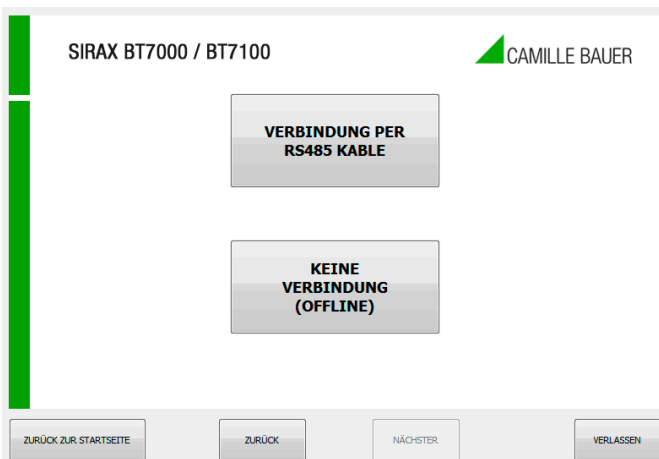 SIRAX BT7000 / BT7100
CAMILLE BAUER
VERBINDUNG PER
RS485 KABLE
KEINE
VERBINDUNG
(OFFLINE)
ZURÜCK ZUR STARTSEITE
ZURÜCK
NÄCHSTER
VERLASSEN